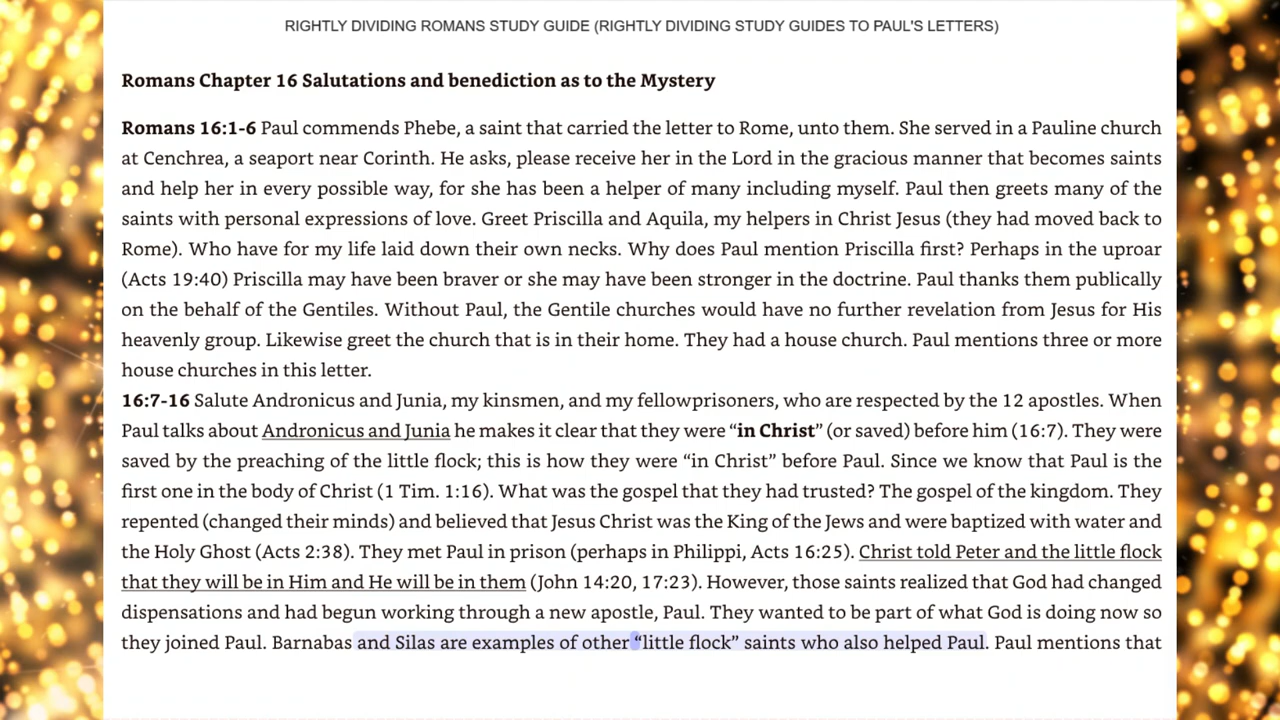 RIGHTLY DIVIDING ROMANS STUDY GUIDE (RIGHTLY DIVIDING STUDY GUIDES TO PAUL'S LETTERS)
Romans Chapter 16 Salutations and benediction as to the Mystery
Romans 16:1-6 Paul commends Phebe, a saint that carried the letter to Rome, unto them. She served in a Pauline church
at Cenchrea, a seaport near Corinth. He asks, please receive her in the Lord in the gracious manner that becomes saints
and help her in every possible way, for she has been a helper of many including myself. Paul then greets many of the
saints with personal expressions of love. Greet Priscilla and Aquila, my helpers in Christ Jesus (they had moved back to
Rome). Who have for my life laid down their own necks. Why does Paul mention Priscilla first? Perhaps in the uproar
(Acts 19:40) Priscilla may have been braver or she may have been stronger in the doctrine. Paul thanks them publically
on the behalf of the Gentiles. Without Paul, the Gentile churches would have no further revelation from Jesus for His
heavenly group. Likewise greet the church that is in their home. They had a house church. Paul mentions three or more
house churches in this letter.
16:7-16 Salute Andronicus and Junia, my kinsmen, and my fellowprisoners, who are respected by the 12 apostles. When
Paul talks about Andronicus and Junia he makes it clear that they were “in Christ” (or saved) before him (16:7). They were
saved by the preaching of the little flock; this is how they were “in Christ” before Paul. Since we know that Paul is the
first one in the body of Christ (1 Tim. 1:16). What was the gospel that they had trusted? The gospel of the kingdom. They
repented (changed their minds) and believed that Jesus Christ was the King of the Jews and were baptized with water and
the Holy Ghost (Acts 2:38). They met Paul in prison (perhaps in Philippi, Acts 16:25). Christ told Peter and the little flock
that they will be in Him and He will be in them (John 14:20, 17:23). However, those saints realized that God had changed
dispensations and had begun working through a new apostle, Paul. They wanted to be part of what God is doing now so
they joined Paul. Barnabas and Silas are examples of other “little flock” saints who also helped Paul. Paul mentions that